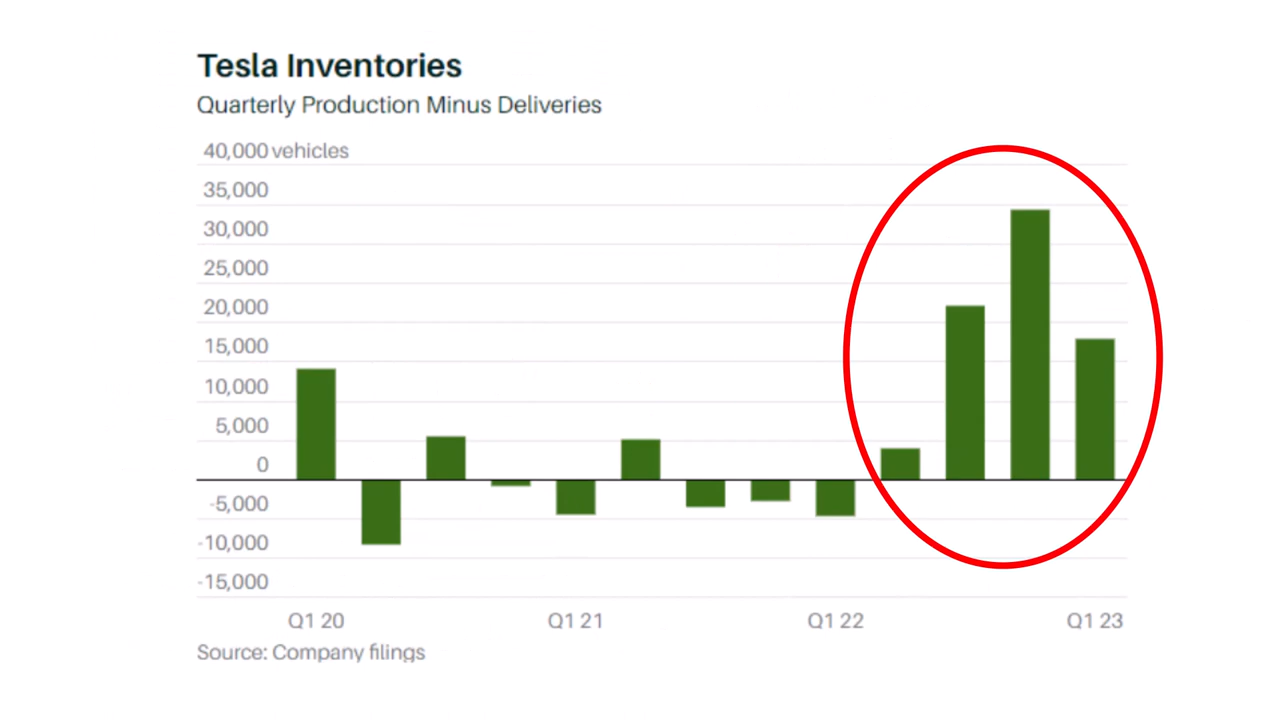 Tesla Inventories
Quarterly Production Minus Deliveries
40,000 vehicles
35,000
30,000
25,000
20,000
15,000
10,000
5,000
0
-5,000
-10,000
-15,000
Q1 20 Q1 21 Q1 22 Q1 23
Source: Company filings